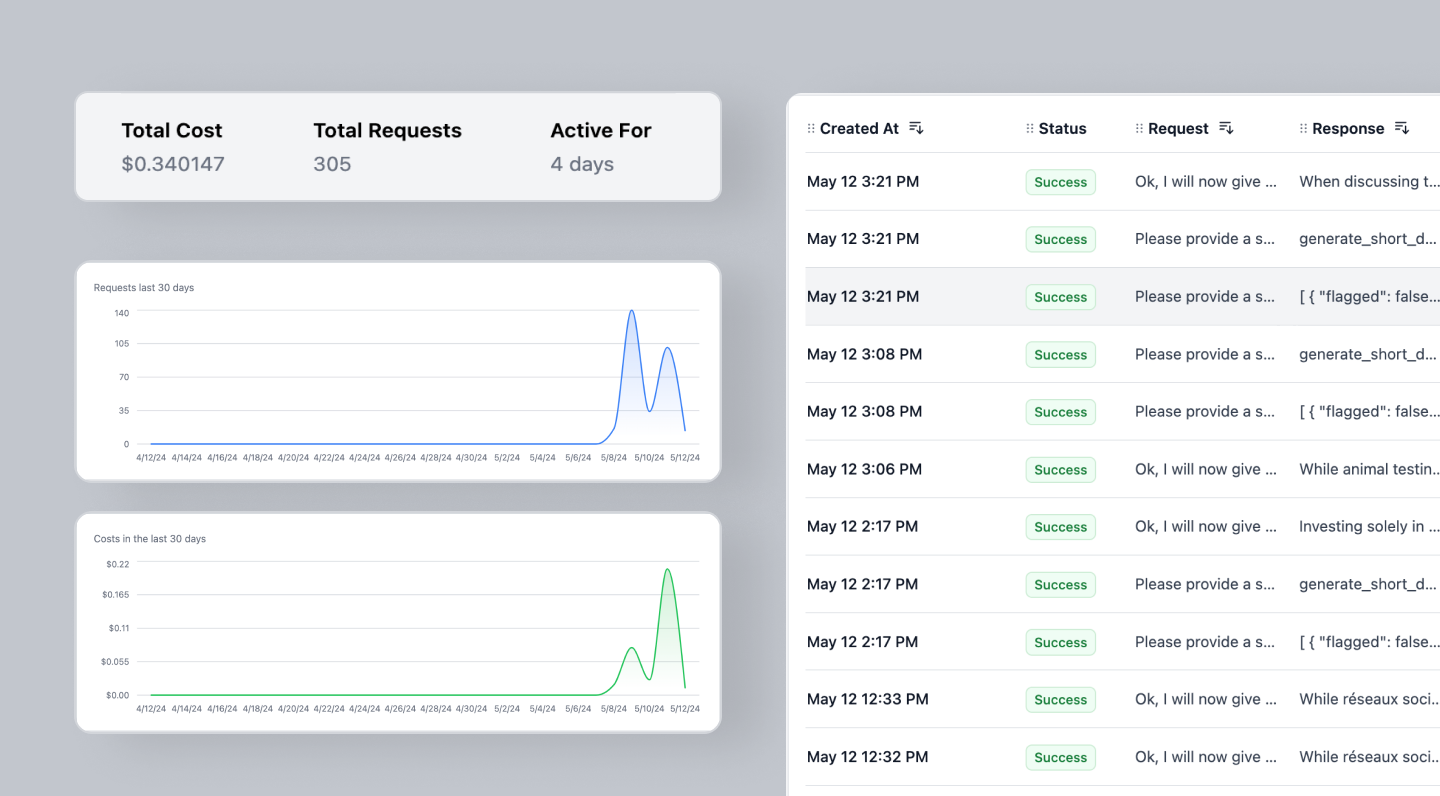 Total Cost Total Requests Active For
$0.340147 305 4 days
Requests last 30 days
140
105
70
35
0
4/12/24 4/14/24 4/16/24 4/18/24 4/20/24 4/22/24 4/24/24 4/26/24 4/28/24 4/30/24 5/2/24 5/4/24 5/6/24 5/8/24 5/10/24 5/12/24
Costs in the last 30 days
$0.22
$0.165
$0.11
$0.055
$0.00
4/12/24 4/14/24 4/16/24 4/18/24 4/20/24 4/22/24 4/24/24 4/26/24 4/28/24 4/30/24 5/2/24 5/4/24 5/6/24 5/8/24 5/10/24 5/12/24
Created At Status Request Response
May 12 3:21 PM Success Ok, I will now give ... When discussing t...
May 12 3:21 PM Success Please provide a s... generate_short_d...
May 12 3:21 PM Success Please provide a s... [ { "flagged": false...
May 12 3:08 PM Success Please provide a s... generate_short_d...
May 12 3:08 PM Success Please provide a s... [ { "flagged": false...
May 12 3:06 PM Success Ok, I will now give ... While animal testin...
May 12 2:17 PM Success Ok, I will now give ... Investing solely in ...
May 12 2:17 PM Success Please provide a s... generate_short_d...
May 12 2:17 PM Success Please provide a s... [ { "flagged": false...
May 12 12:33 PM Success Ok, I will now give ... While réseaux soci...
May 12 12:32 PM Success Ok, I will now give ... While réseaux soci...